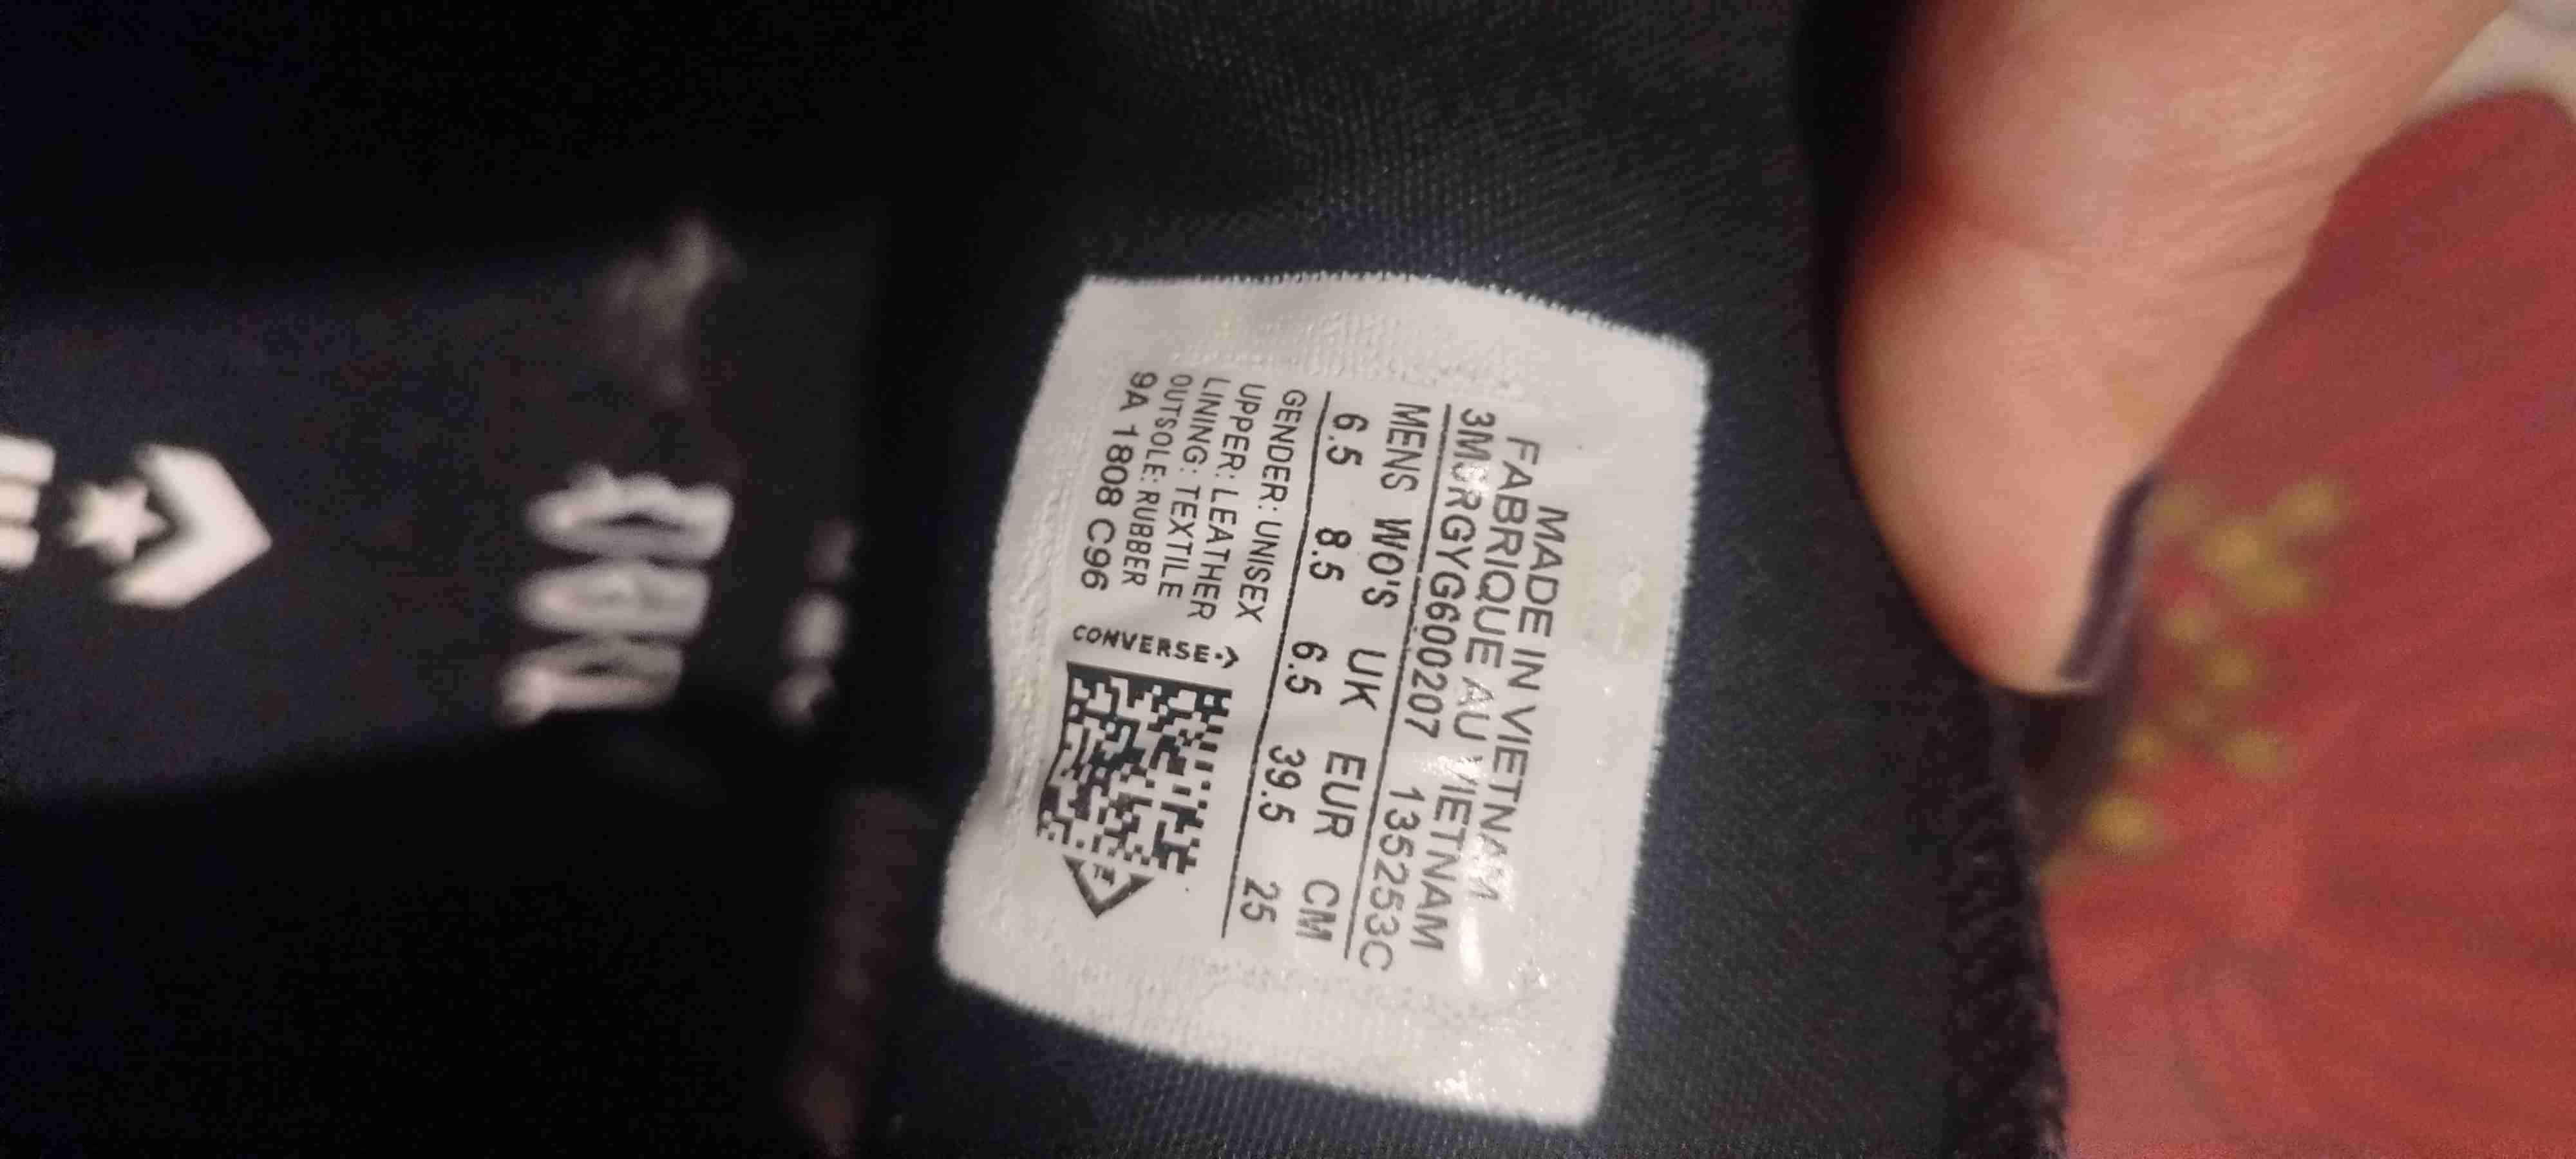 MADE IN VIETNAM
FABRIQUE AU VIETNAM
3MJRGYG600207 135253C
MENS WO'S UK EUR CM
6.5 8.5 6.5 39.5 25
GENDER: UNISEX
UPPER: LEATHER
LINING: TEXTILE
OUTSOLE: RUBBER
9A 1808 C96
CONVERSE